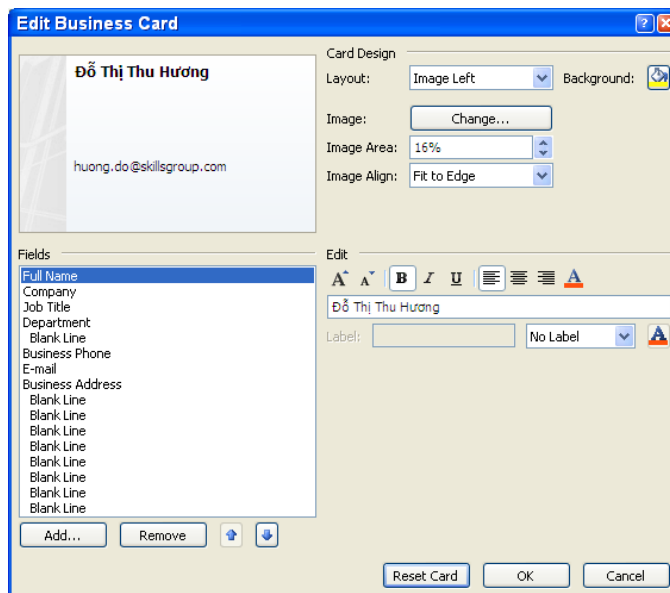 Edit Business Card
Đỗ Thị Thu Hương
huong.do@skillsgroup.com
Card Design
Layout: Image Left Background:
Image: Change...
Image Area: 16%
Image Align: Fit to Edge
Fields
Full Name
Company
Job Title
Department
Blank Line
Business Phone
E-mail
Business Address
Blank Line
Blank Line
Blank Line
Blank Line
Blank Line
Blank Line
Blank Line
Blank Line
Add... Remove
Edit
A A B I U A
Đỗ Thị Thu Hương
Label: No Label A
Reset Card OK Cancel